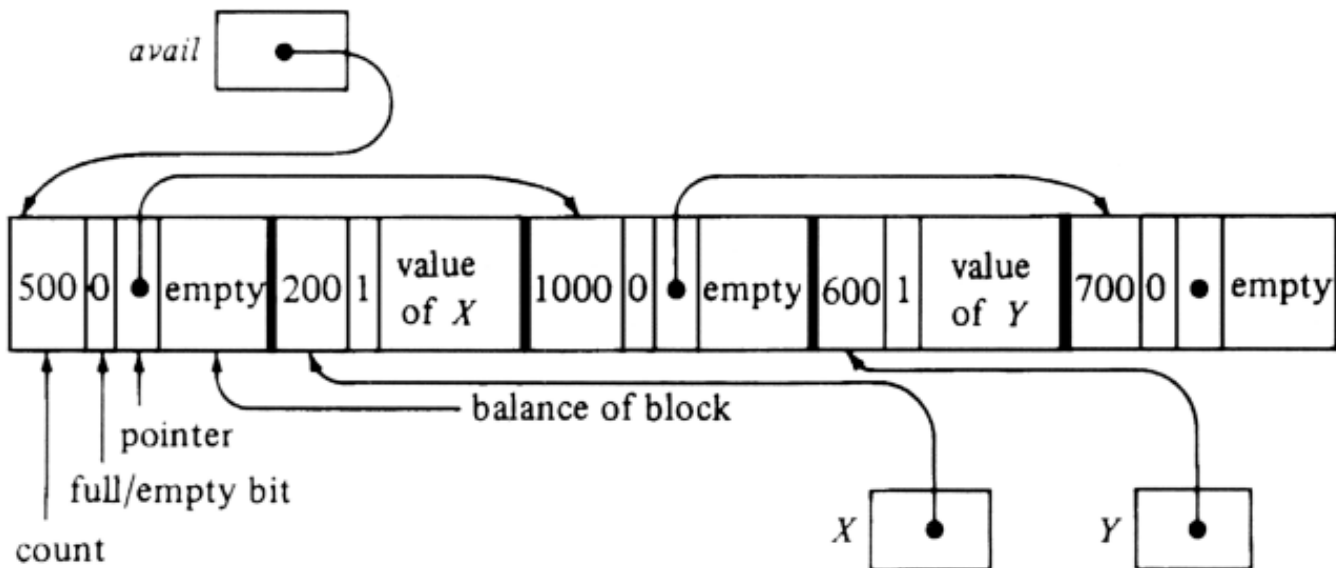 avail
500 0 empty 200 1 value of X 1000 0 empty 600 1 value of Y 700 0 empty
balance of block
pointer
full/empty bit
X Y
count